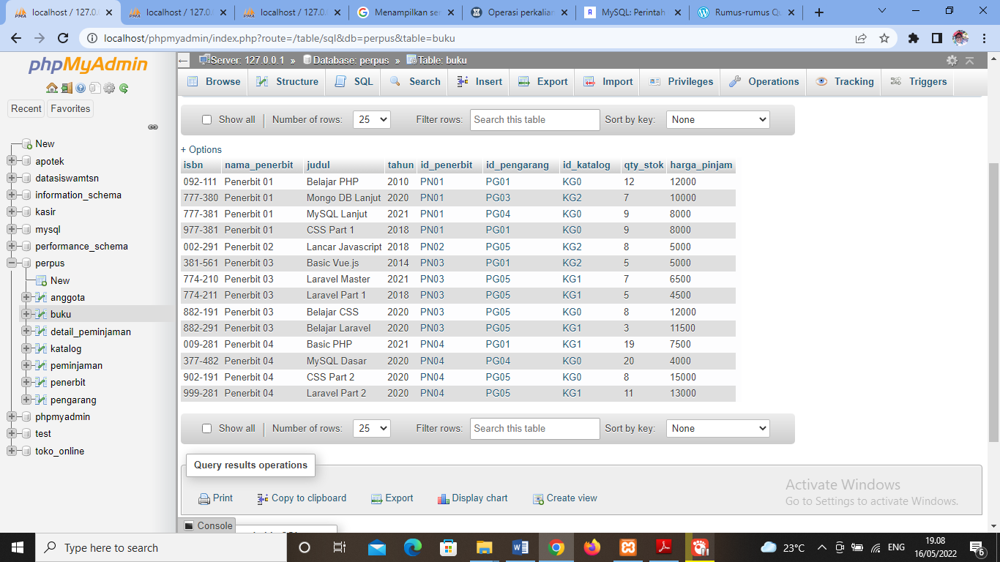 localhost / 127.0. localhost / 127.0. localhost / 127.0. Menampilkan se Operasi perkalian MySQL: Perintah Rumus-rumus Qu
localhost/phpmyadmin/index.php?route=/table/sql&db=perpus&table=buku
phpMyAdmin
Recent Favorites
New
apotek
datasiswamtsn
information_schema
kasir
mysql
performance_schema
perpus
New
anggota
buku
detail_peminjaman
katalog
peminjaman
penerbit
pengarang
phpmyadmin
test
toko_online
Server: 127.0.0.1 » Database: perpus » Table: buku
Browse Structure SQL Search Insert Export Import Privileges Operations Tracking Triggers
Show all Number of rows: 25 Filter rows: Search this table Sort by key: None
+ Options
isbn nama_penerbit judul tahun id_penerbit id_pengarang id_katalog qty_stok harga_pinjam
092-111 Penerbit 01 Belajar PHP 2010 PN01 PG01 KG0 12 12000
777-380 Penerbit 01 Mongo DB Lanjut 2020 PN01 PG03 KG2 7 10000
777-381 Penerbit 01 MySQL Lanjut 2021 PN01 PG04 KG0 9 8000
977-381 Penerbit 01 CSS Part 1 2018 PN01 PG01 KG0 9 8000
002-291 Penerbit 02 Lancar Javascript 2018 PN02 PG05 KG2 8 5000
381-561 Penerbit 03 Basic Vue.js 2014 PN03 PG01 KG2 5 5000
774-210 Penerbit 03 Laravel Master 2021 PN03 PG05 KG1 7 6500
774-211 Penerbit 03 Laravel Part 1 2018 PN03 PG05 KG1 5 4500
882-191 Penerbit 03 Belajar CSS 2020 PN03 PG05 KG0 8 12000
882-291 Penerbit 03 Belajar Laravel 2020 PN03 PG05 KG1 3 11500
009-281 Penerbit 04 Basic PHP 2021 PN04 PG01 KG1 19 7500
377-482 Penerbit 04 MySQL Dasar 2020 PN04 PG04 KG0 20 4000
902-191 Penerbit 04 CSS Part 2 2020 PN04 PG05 KG0 8 15000
999-281 Penerbit 04 Laravel Part 2 2020 PN04 PG05 KG1 11 13000
Show all Number of rows: 25 Filter rows: Search this table Sort by key: None
Query results operations
Print Copy to clipboard Export Display chart Create view
Activate Windows
Go to Settings to activate Windows.
Console
Type here to search
23°C
ENG
19.08
16/05/2022
6